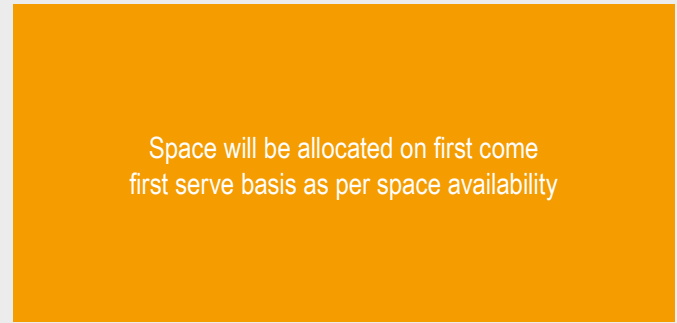 Space will be allocated on first come
first serve basis as per space availability